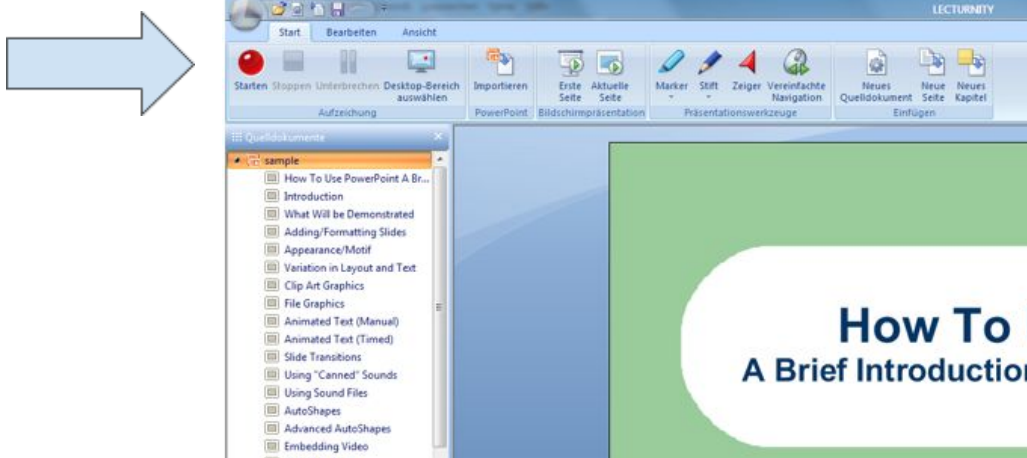 LECTURNITY
Start Bearbeiten Ansicht
Starten Stoppen Unterbrechen Desktop-Bereich auswählen Importieren Erste Seite Aktuelle Seite Marker Stift Zeiger Vereinfachte Navigation Neues Quelldokument Neue Seite Neues Kapitel
Aufzeichnung PowerPoint Bildschirmpräsentation Präsentationswerkzeuge Einfügen
Quelldokumente
sample
How To Use PowerPoint A Br...
Introduction
What Will be Demonstrated
Adding/Formatting Slides
Appearance/Motif
Variation in Layout and Text
Clip Art Graphics
File Graphics
Animated Text (Manual)
Animated Text (Timed)
Slide Transitions
Using "Canned" Sounds
Using Sound Files
AutoShapes
Advanced AutoShapes
Embedding Video
How To
A Brief Introduction